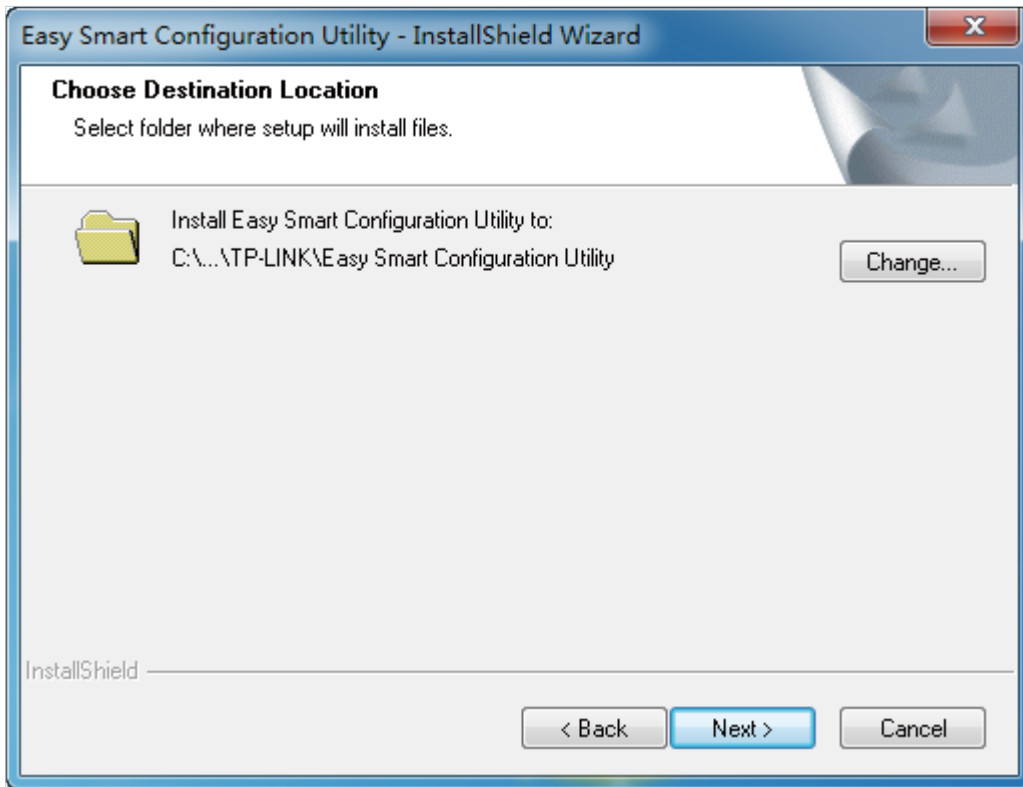 Easy Smart Configuration Utility - InstallShield Wizard
Choose Destination Location
Select folder where setup will install files.
Install Easy Smart Configuration Utility to:
C:\...\TP-LINK\Easy Smart Configuration Utility
Change...
InstallShield
< Back
Next >
Cancel